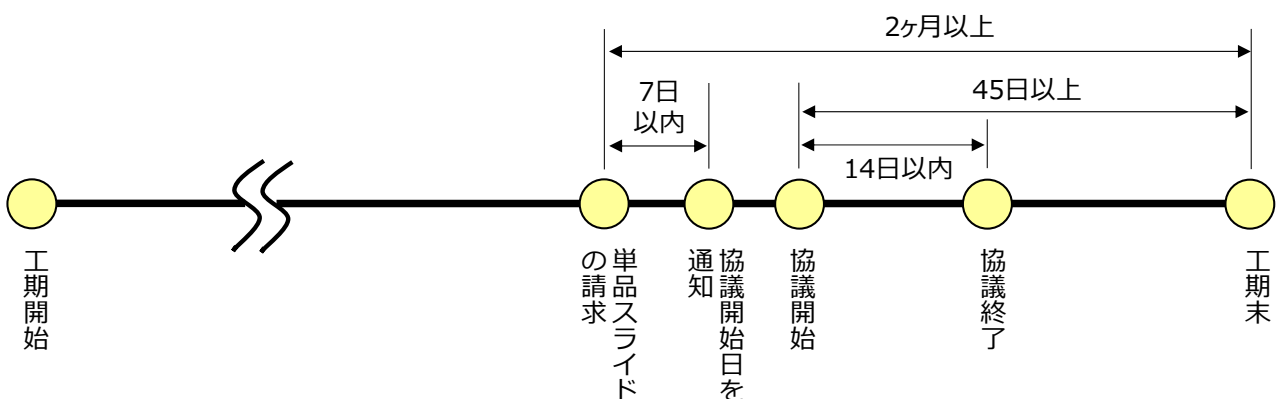 2ヶ月以上
7日
以内
45日以上
14日以内
工期開始
単品スライド
の請求
協議開始日を
通知
協議開始
協議終了
工期末